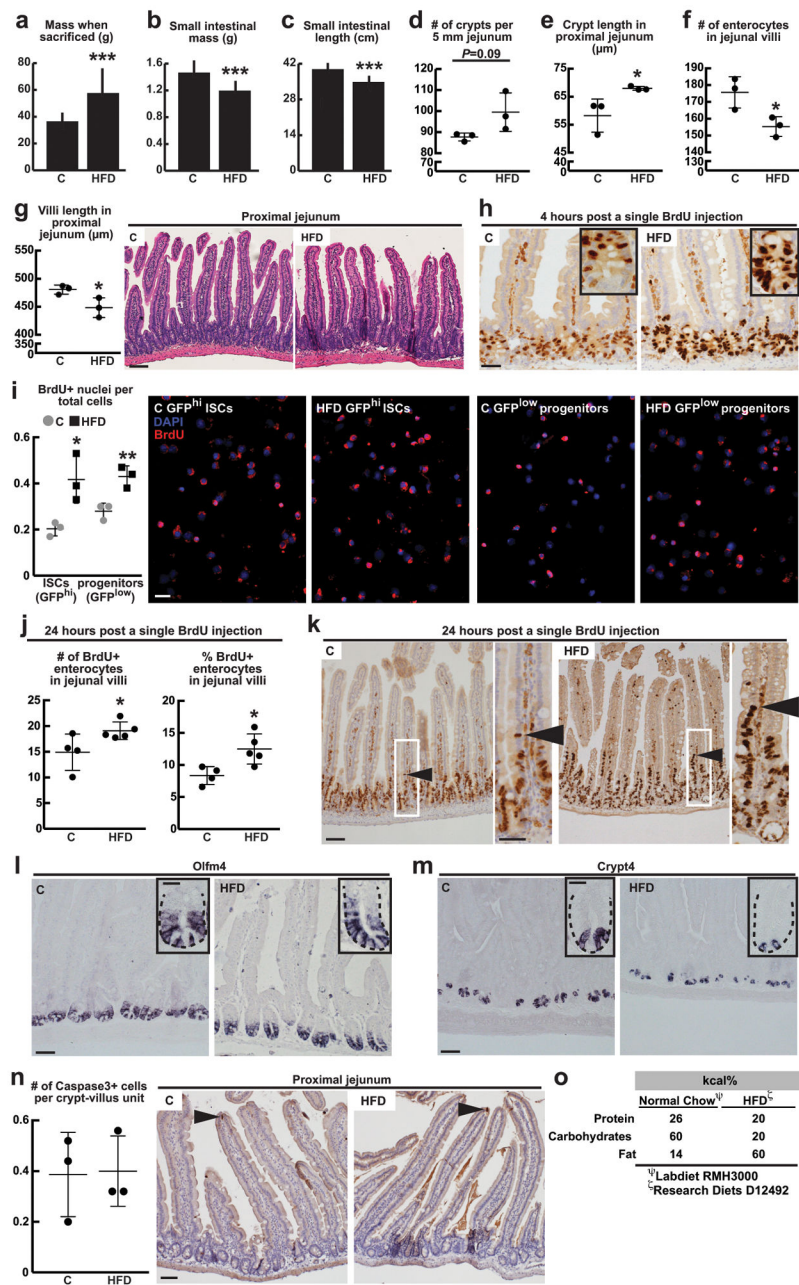 a
Mass when
sacrificed (g)
80
60
40
20
0
***
C HFD
b
Small intestinal
mass (g)
1.6
1.2
0.8
0.4
0
***
C HFD
c
Small intestinal
length (cm)
42
28
14
0
***
C HFD
d
# of crypts per
5 mm jejunum
P=0.09
120
110
100
90
80
70
0
C HFD
e
Crypt length in
proximal jejunum
(µm)
75
65
55
45
0
*
C HFD
f
# of enterocytes
in jejunal villi
200
190
180
170
160
150
140
130
0
*
C HFD
g
Villi length in
proximal
jejunum (µm)
550
500
450
400
350
0
*
C HFD
Proximal jejunum
C
HFD
h
4 hours post a single BrdU injection
C
HFD
i
BrdU+ nuclei per
total cells
C HFD
0.6
0.4
0.2
0
*
**
ISCs progenitors
(GFPhi) (GFPlow)
C GFPhi ISCs
DAPI
BrdU
HFD GFPhi ISCs
C GFPlow progenitors
HFD GFPlow progenitors
j
24 hours post a single BrdU injection
# of BrdU+
enterocytes
in jejunal villi
25
20
15
10
5
0
*
C HFD
% BrdU+
enterocytes
in jejunal villi
20
15
10
5
0
*
C HFD
k
24 hours post a single BrdU injection
C
HFD
l
Olfm4
C
HFD
m
Crypt4
C
HFD
n
# of Caspase3+ cells
per crypt-villus unit
0.6
0.4
0.2
0
C HFD
Proximal jejunum
C
HFD
o
kcal%
Normal Chowψ HFDζ
Protein 26 20
Carbohydrates 60 20
Fat 14 60
ψLabdiet RMH3000
ζResearch Diets D12492